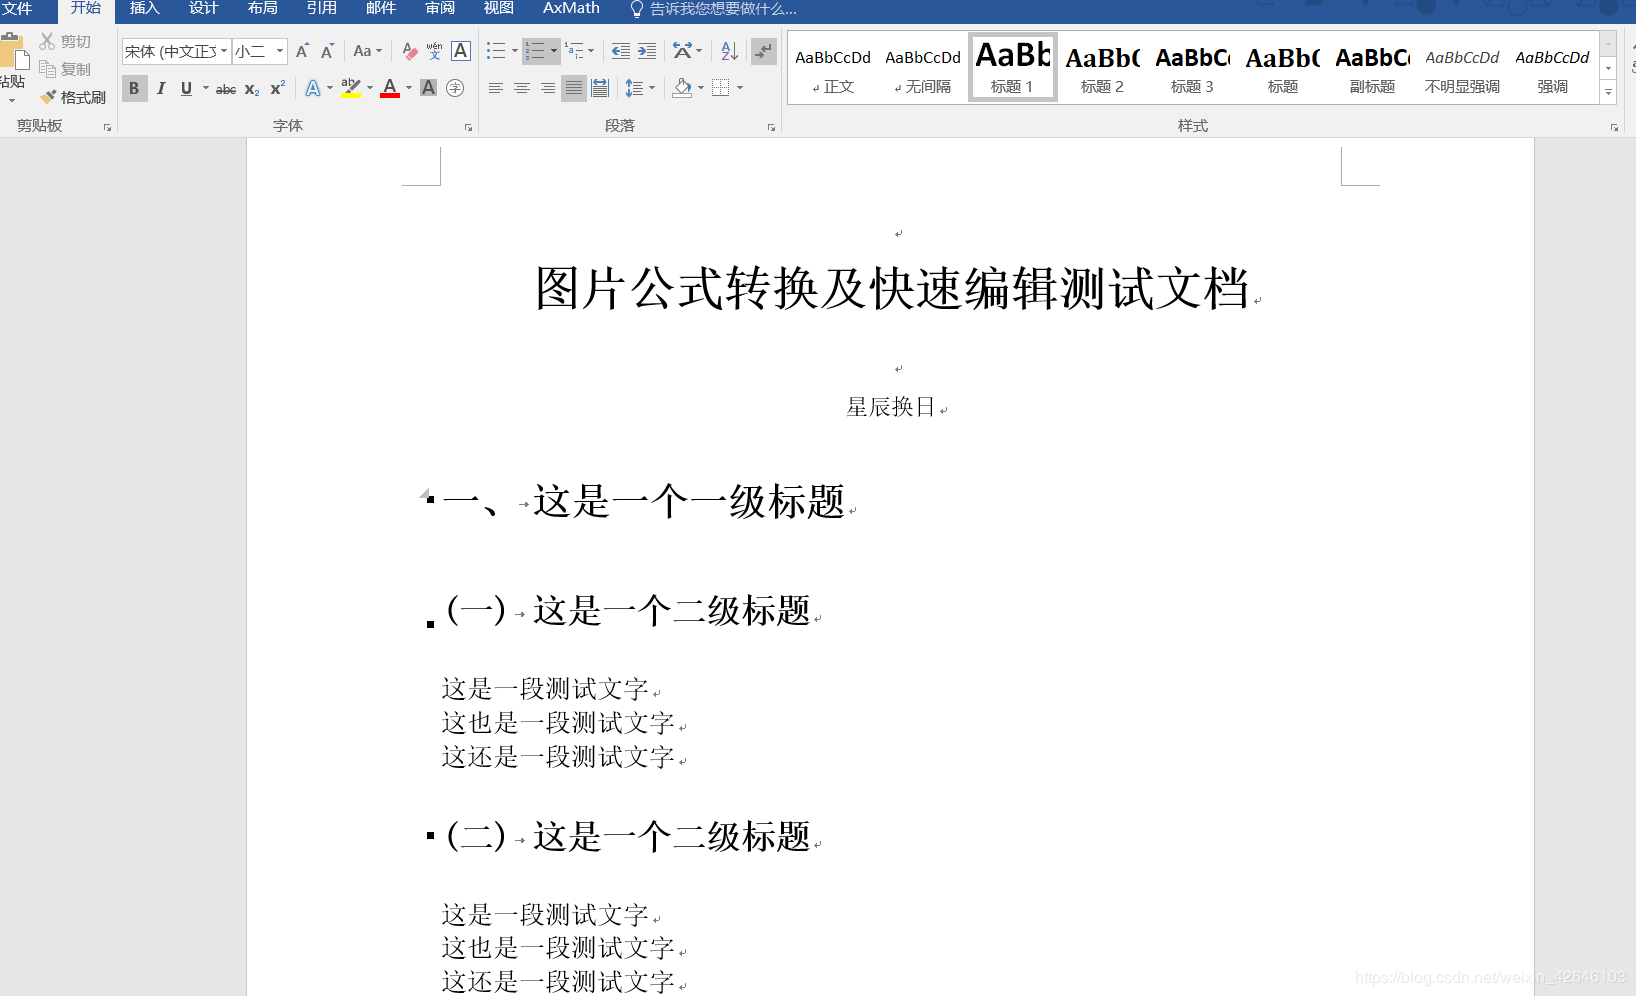 文件 开始 插入 设计 布局 引用 邮件 审阅 视图 AxMath 告诉我您想要做什么...
剪切
复制
粘贴
格式刷
剪贴板
宋体 (中文正文 小二 Aa wén 文 A
B I U abc x₂ x² A aby A A 字
字体
段落
AaBbCcDd AaBbCcDd AaBb AaBb( AaBbC AaBb( AaBbC AaBbCcDd AaBbCcDd
正文 无间隔 标题 1 标题 2 标题 3 标题 副标题 不明显强调 强调
样式
图片公式转换及快速编辑测试文档
星辰换日
一、 这是一个一级标题
(一) 这是一个二级标题
这是一段测试文字
这也是一段测试文字
这还是一段测试文字
(二) 这是一个二级标题
这是一段测试文字
这也是一段测试文字
这还是一段测试文字
https://blog.csdn.net/weixin_42646103